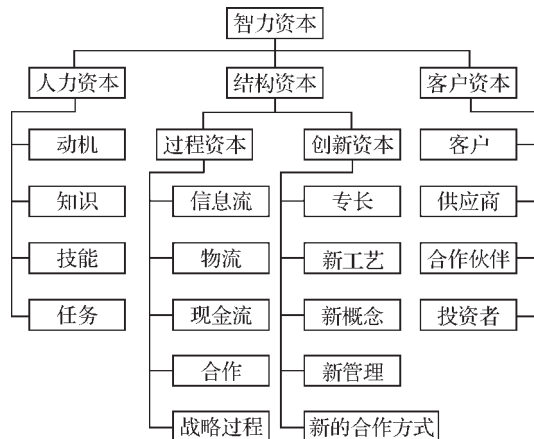 智力资本
人力资本
结构资本
客户资本
过程资本
创新资本
动机
知识
技能
任务
信息流
物流
现金流
合作
战略过程
专长
新工艺
新概念
新管理
新的合作方式
客户
供应商
合作伙伴
投资者